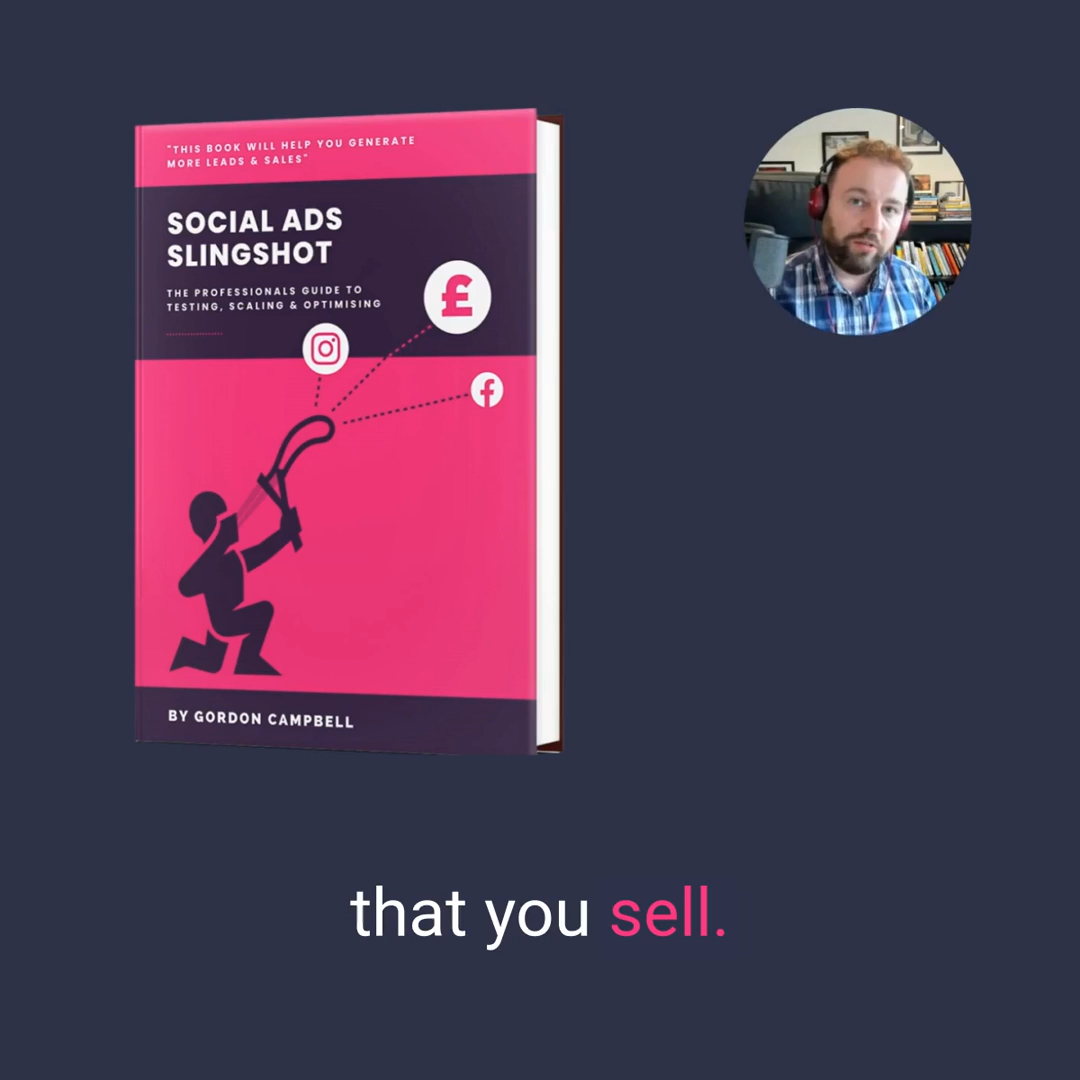 "THIS BOOK WILL HELP YOU GENERATE
MORE LEADS & SALES"
SOCIAL ADS
SLINGSHOT
THE PROFESSIONALS GUIDE TO
TESTING, SCALING & OPTIMISING
£
BY GORDON CAMPBELL
that you sell.